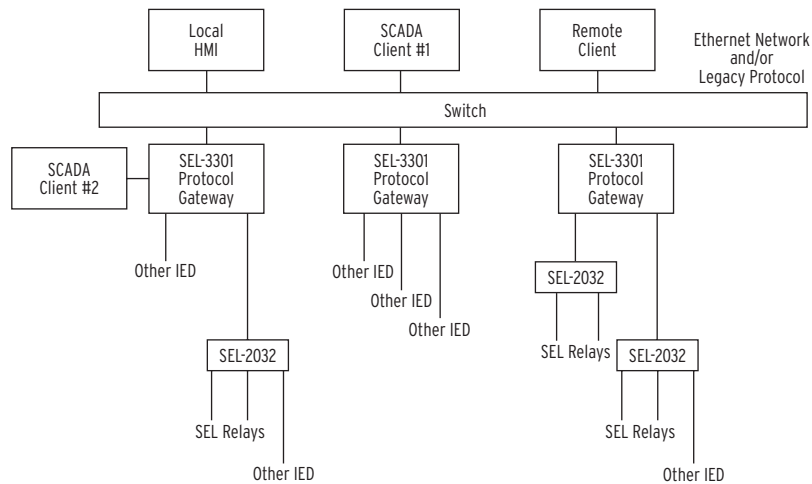 Local
HMI
SCADA
Client #1
Remote
Client
Ethernet Network
and/or
Legacy Protocol
Switch
SCADA
Client #2
SEL-3301
Protocol
Gateway
SEL-3301
Protocol
Gateway
SEL-3301
Protocol
Gateway
Other IED
Other IED
Other IED
Other IED
SEL-2032
SEL Relays
SEL-2032
SEL-2032
SEL Relays
Other IED
SEL Relays
Other IED